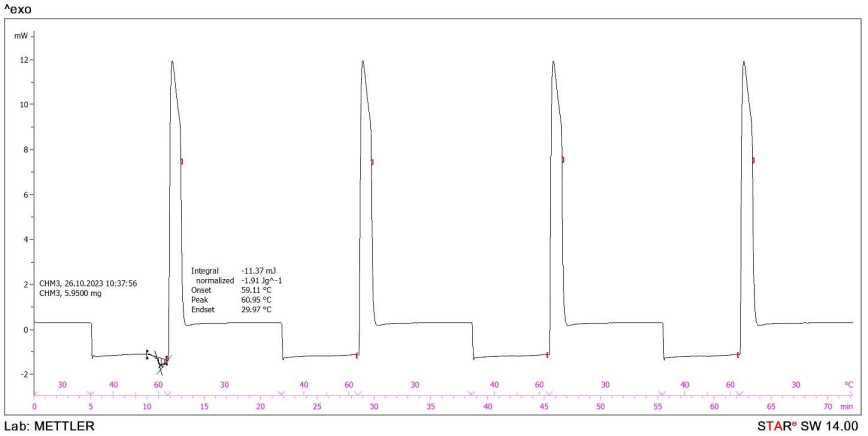 ^exo
mW
12
10
8
6
4
2
0
-2
CHM3, 26.10.2023 10:37:56
CHM3, 5.9500 mg
Integral -11.37 mJ
normalized -1.91 Jg^-1
Onset 59.11 °C
Peak 60.95 °C
Endset 29.97 °C
30 40 60 30 40 60 30 40 60 30 40 60 30 °C
0 5 10 15 20 25 30 35 40 45 50 55 60 65 70 min
Lab: METTLER STARe SW 14.00